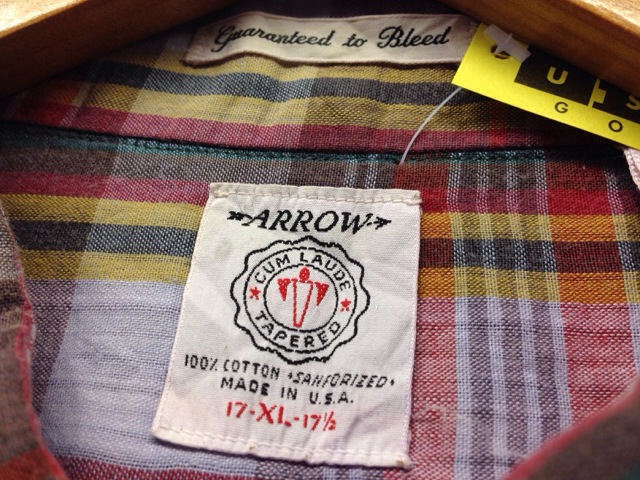 Guaranteed to Bleed
U S
G O
ARROW
CUM LAUDE
TAPERED
100% COTTON "SANFORIZED"
MADE IN U.S.A.
17-XL-17½